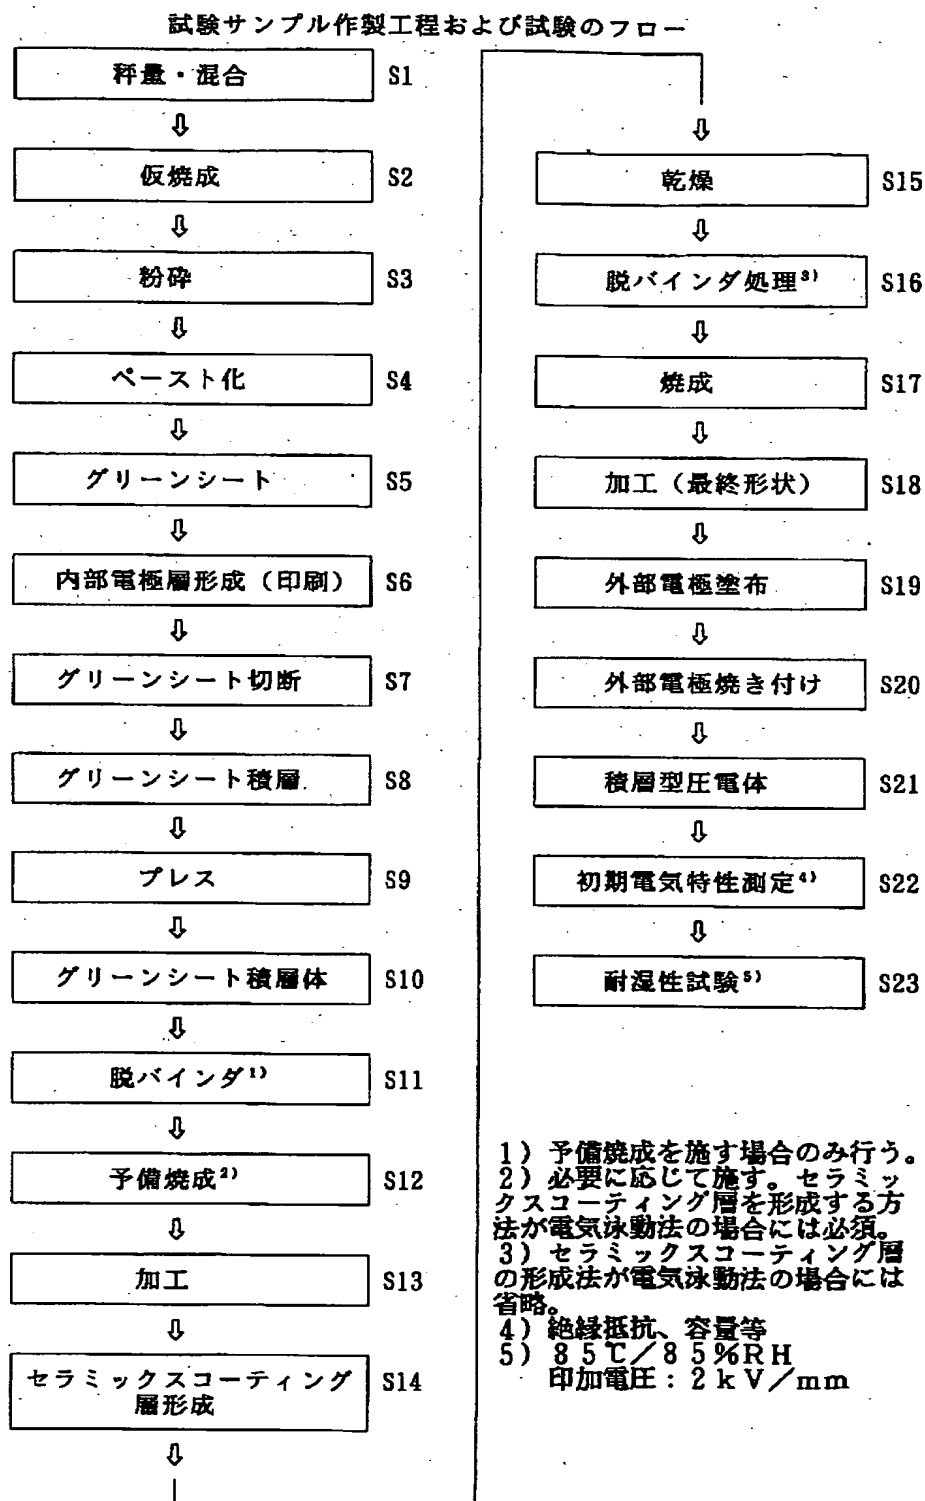 試験サンプル作製工程および試験のフロー
秤量・混合 S1
⇩
仮焼成 S2
⇩
粉砕 S3
⇩
ペースト化 S4
⇩
グリーンシート S5
⇩
内部電極層形成（印刷） S6
⇩
グリーンシート切断 S7
⇩
グリーンシート積層 S8
⇩
プレス S9
⇩
グリーンシート積層体 S10
⇩
脱バインダ1) S11
⇩
予備焼成2) S12
⇩
加工 S13
⇩
セラミックスコーティング S14
層形成
⇩
⇩
乾燥 S15
⇩
脱バインダ処理3) S16
⇩
焼成 S17
⇩
加工（最終形状） S18
⇩
外部電極塗布 S19
⇩
外部電極焼き付け S20
⇩
積層型圧電体 S21
⇩
初期電気特性測定4) S22
⇩
耐湿性試験5) S23
1) 予備焼成を施す場合のみ行う。
2) 必要に応じて施す。セラミッ
クスコーティング層を形成する方
法が電気泳動法の場合には必須。
3) セラミックスコーティング層
の形成法が電気泳動法の場合には
省略。
4) 絶縁抵抗、容量等
5) 85℃／85%RH
印加電圧：2kV／mm